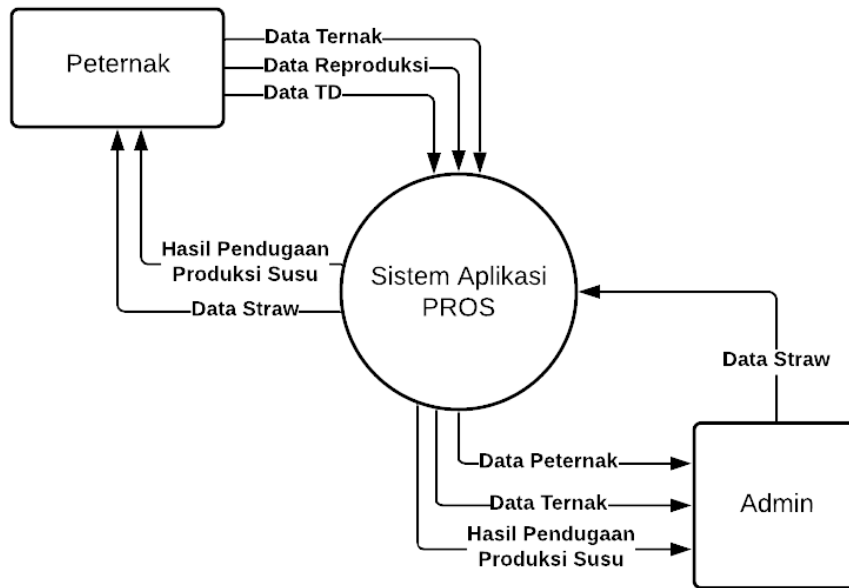 Peternak
Data Ternak
Data Reproduksi
Data TD
Hasil Pendugaan
Produksi Susu
Data Straw
Sistem Aplikasi
PROS
Data Straw
Admin
Data Peternak
Data Ternak
Hasil Pendugaan
Produksi Susu